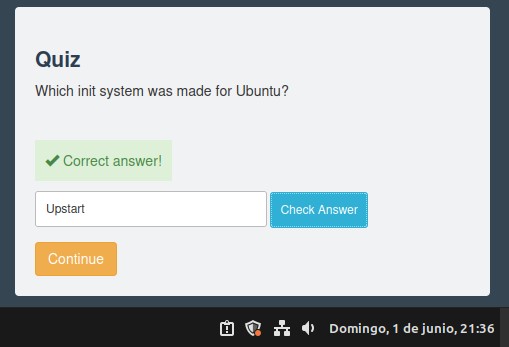 Quiz
Which init system was made for Ubuntu?
Correct answer!
Upstart
Check Answer
Continue
Domingo, 1 de junio, 21:36